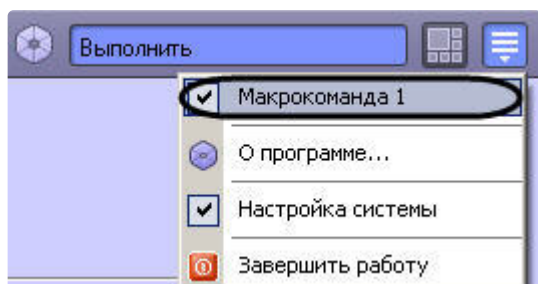 Выполнить
Макрокоманда 1
О программе...
Настройка системы
Завершить работу